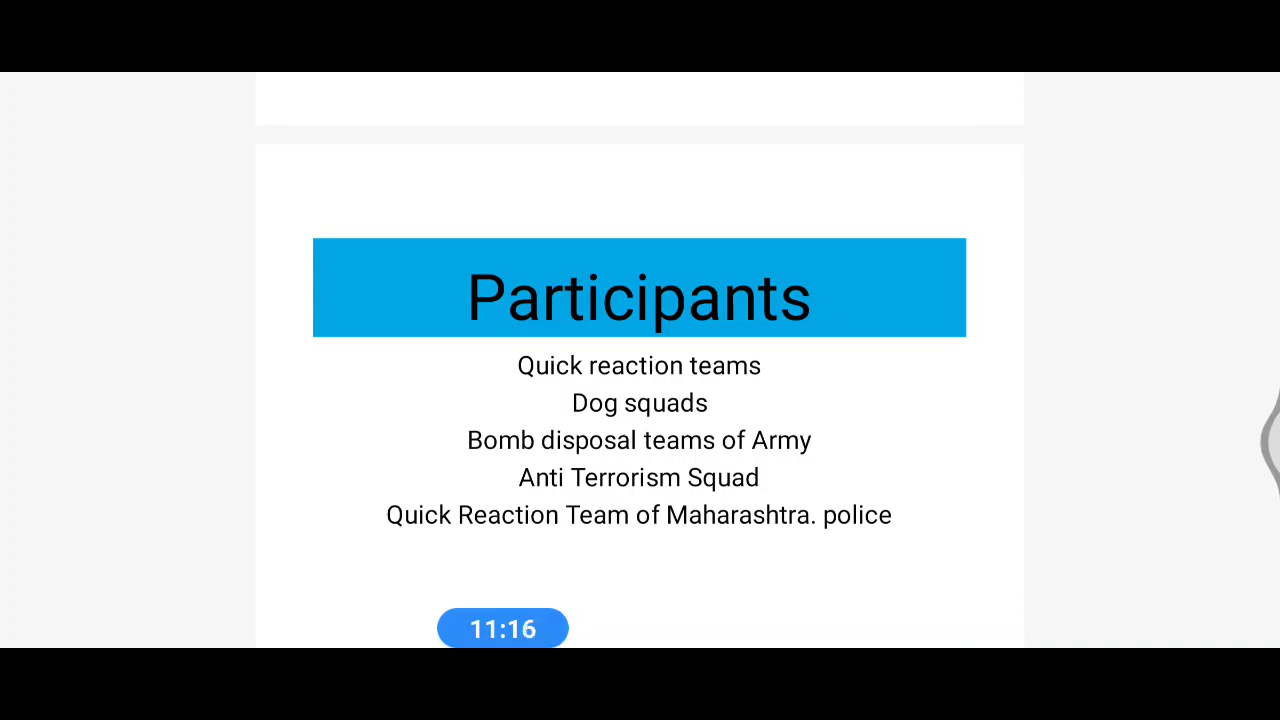 Participants
Quick reaction teams
Dog squads
Bomb disposal teams of Army
Anti Terrorism Squad
Quick Reaction Team of Maharashtra. police
11:16